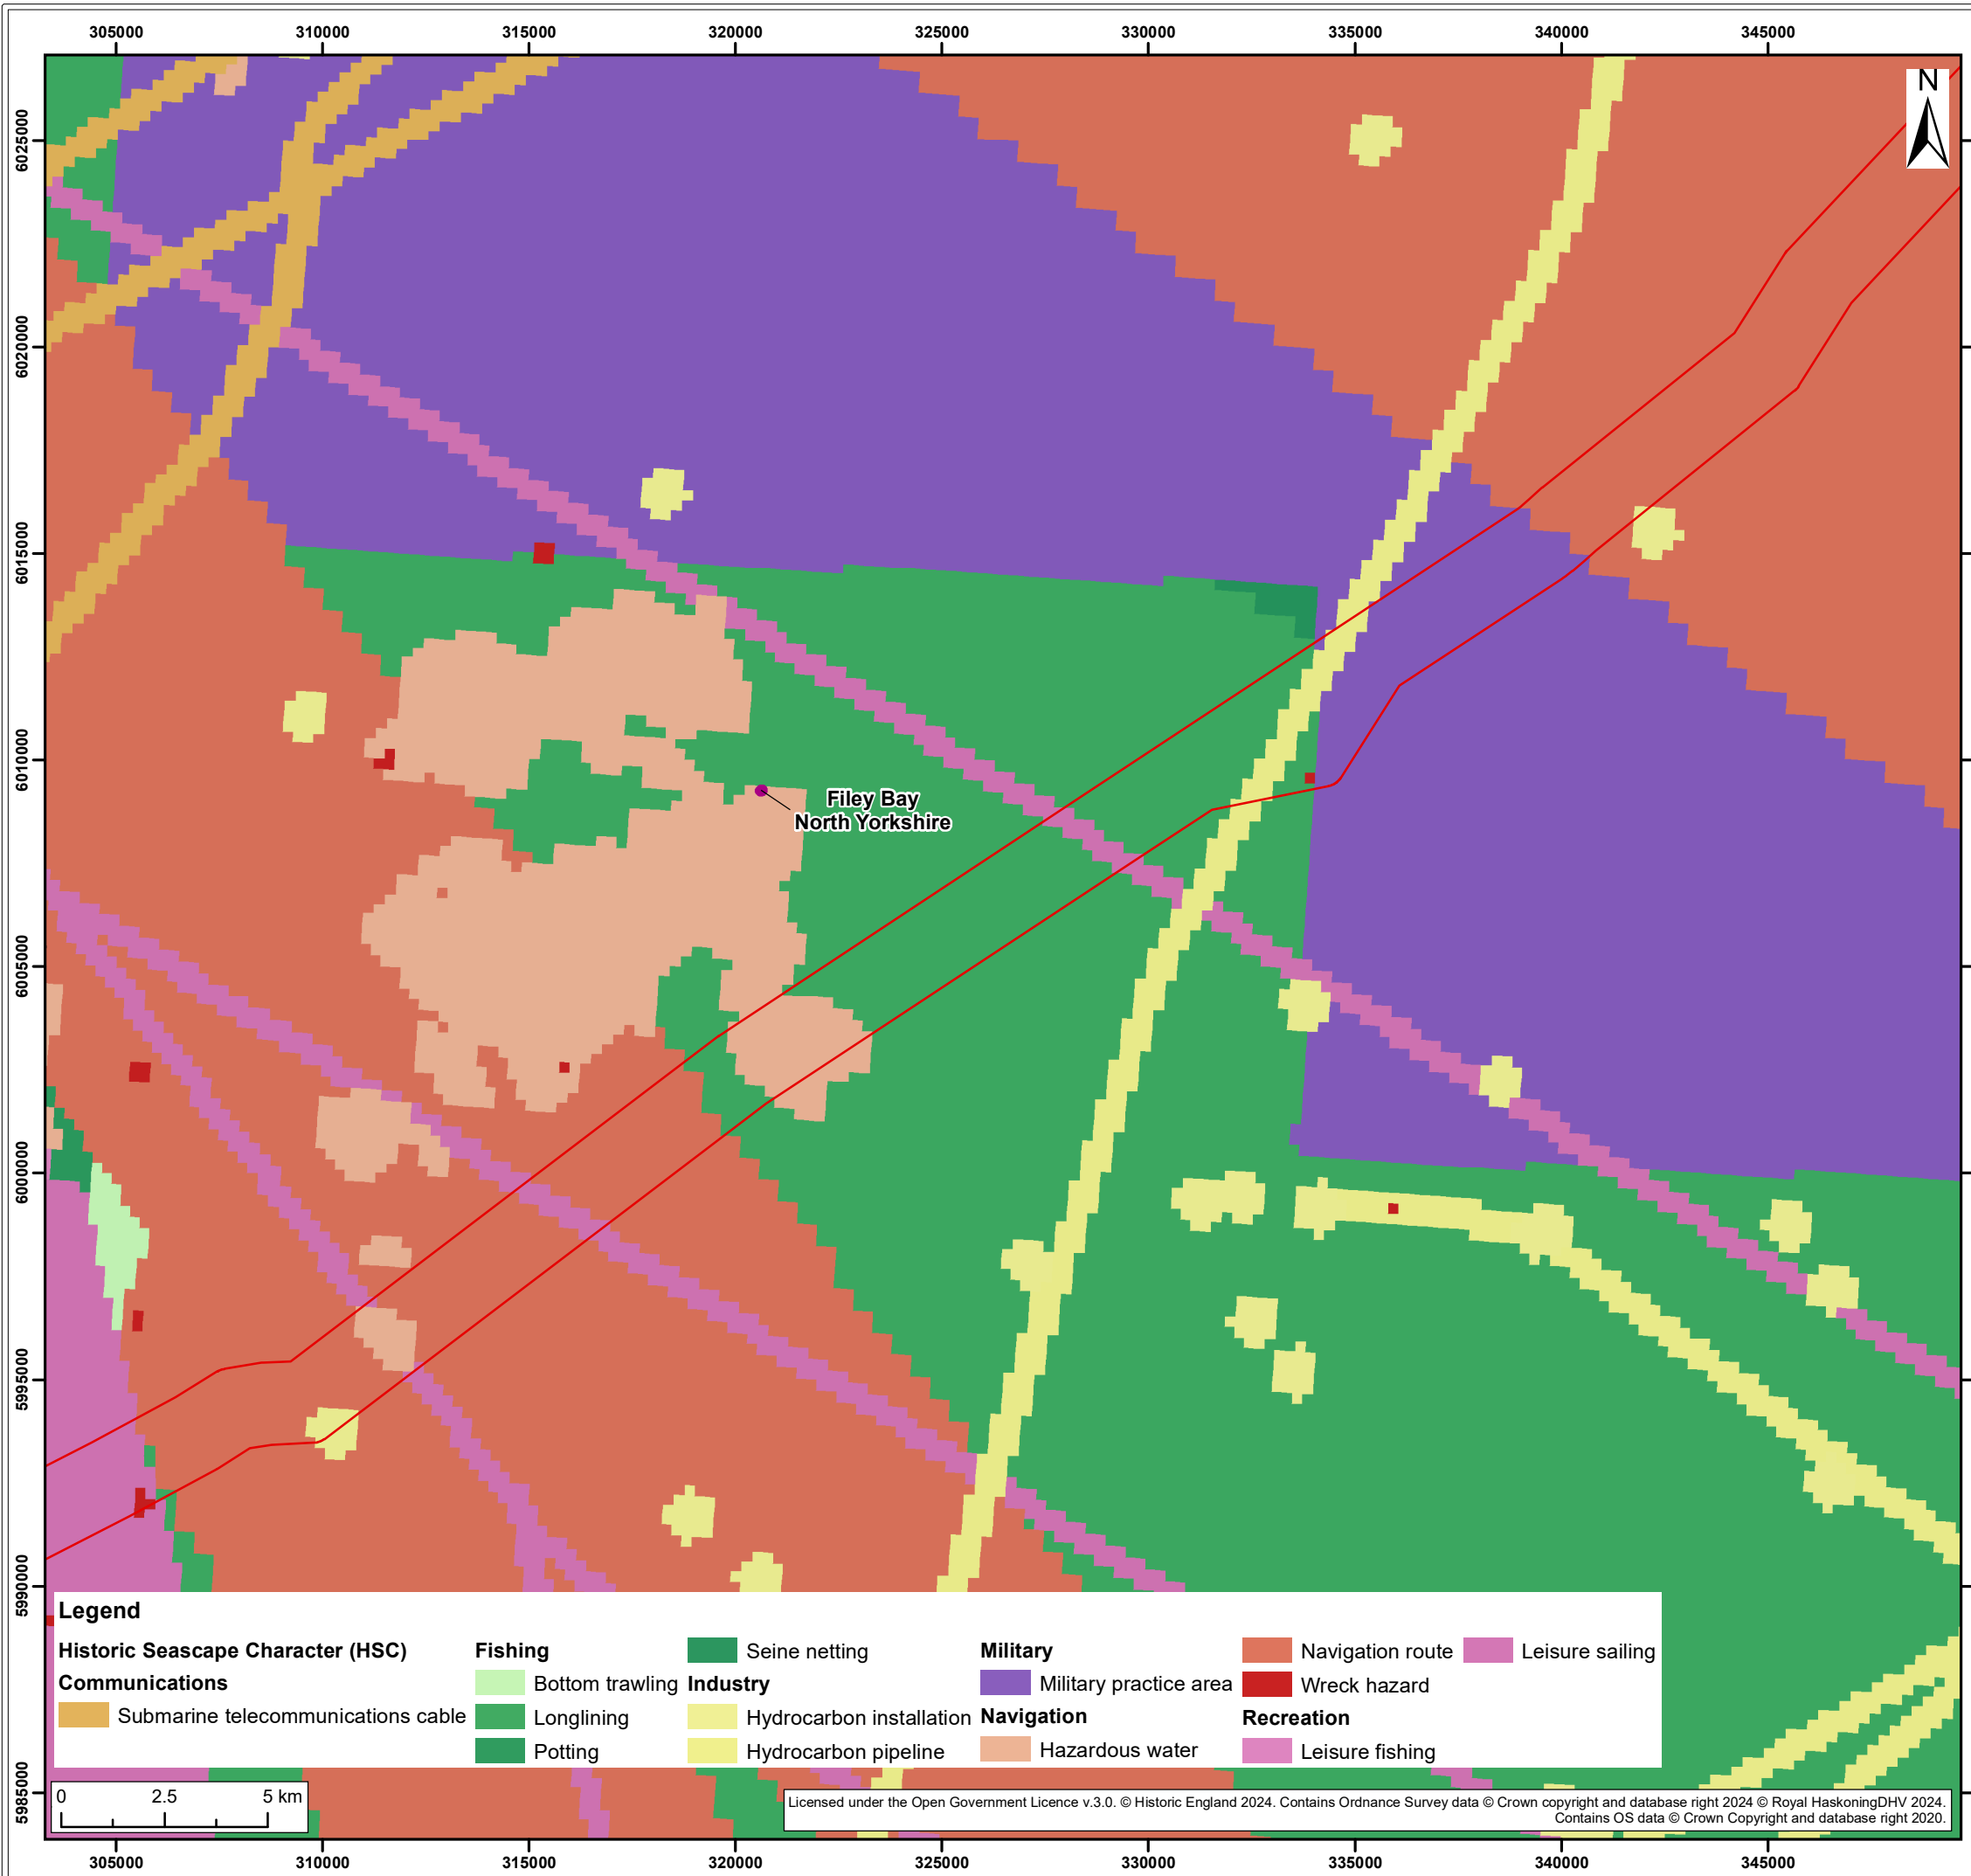 305000 310000 315000 320000 325000 330000 335000 340000 345000
N
6025000
6020000
6015000
6010000
6005000
6000000
5995000
5990000
5985000
Filey Bay
North Yorkshire
Legend
Historic Seascape Character (HSC)
Communications
Submarine telecommunications cable
Fishing
Bottom trawling
Longlining
Potting
Seine netting
Industry
Hydrocarbon installation
Hydrocarbon pipeline
Military
Military practice area
Navigation
Hazardous water
Navigation route
Wreck hazard
Recreation
Leisure fishing
Leisure sailing
0 2.5 5 km
Licensed under the Open Government Licence v.3.0. © Historic England 2024. Contains Ordnance Survey data © Crown copyright and database right 2024 © Royal HaskoningDHV 2024.
Contains OS data © Crown Copyright and database right 2020.
305000 310000 315000 320000 325000 330000 335000 340000 345000